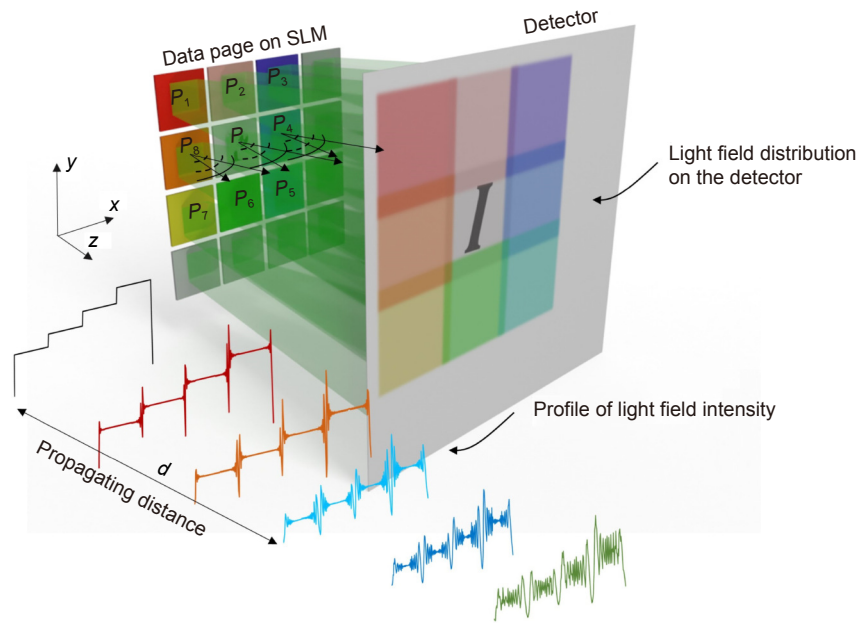 Detector
Data page on SLM
P1
P2
P3
P8
P
P4
P7
P6
P5
I
Light field distribution
on the detector
y
x
z
Profile of light field intensity
d
Propagating distance